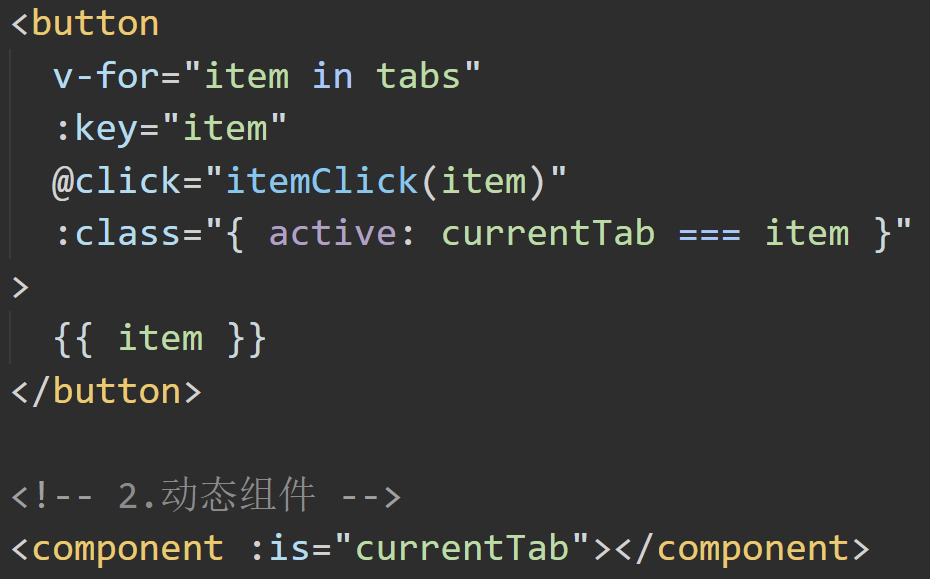 <button
  v-for="item in tabs"
  :key="item"
  @click="itemClick(item)"
  :class="{ active: currentTab === item }"
>
  {{ item }}
</button>

<!-- 2.动态组件 -->
<component :is="currentTab"></component>